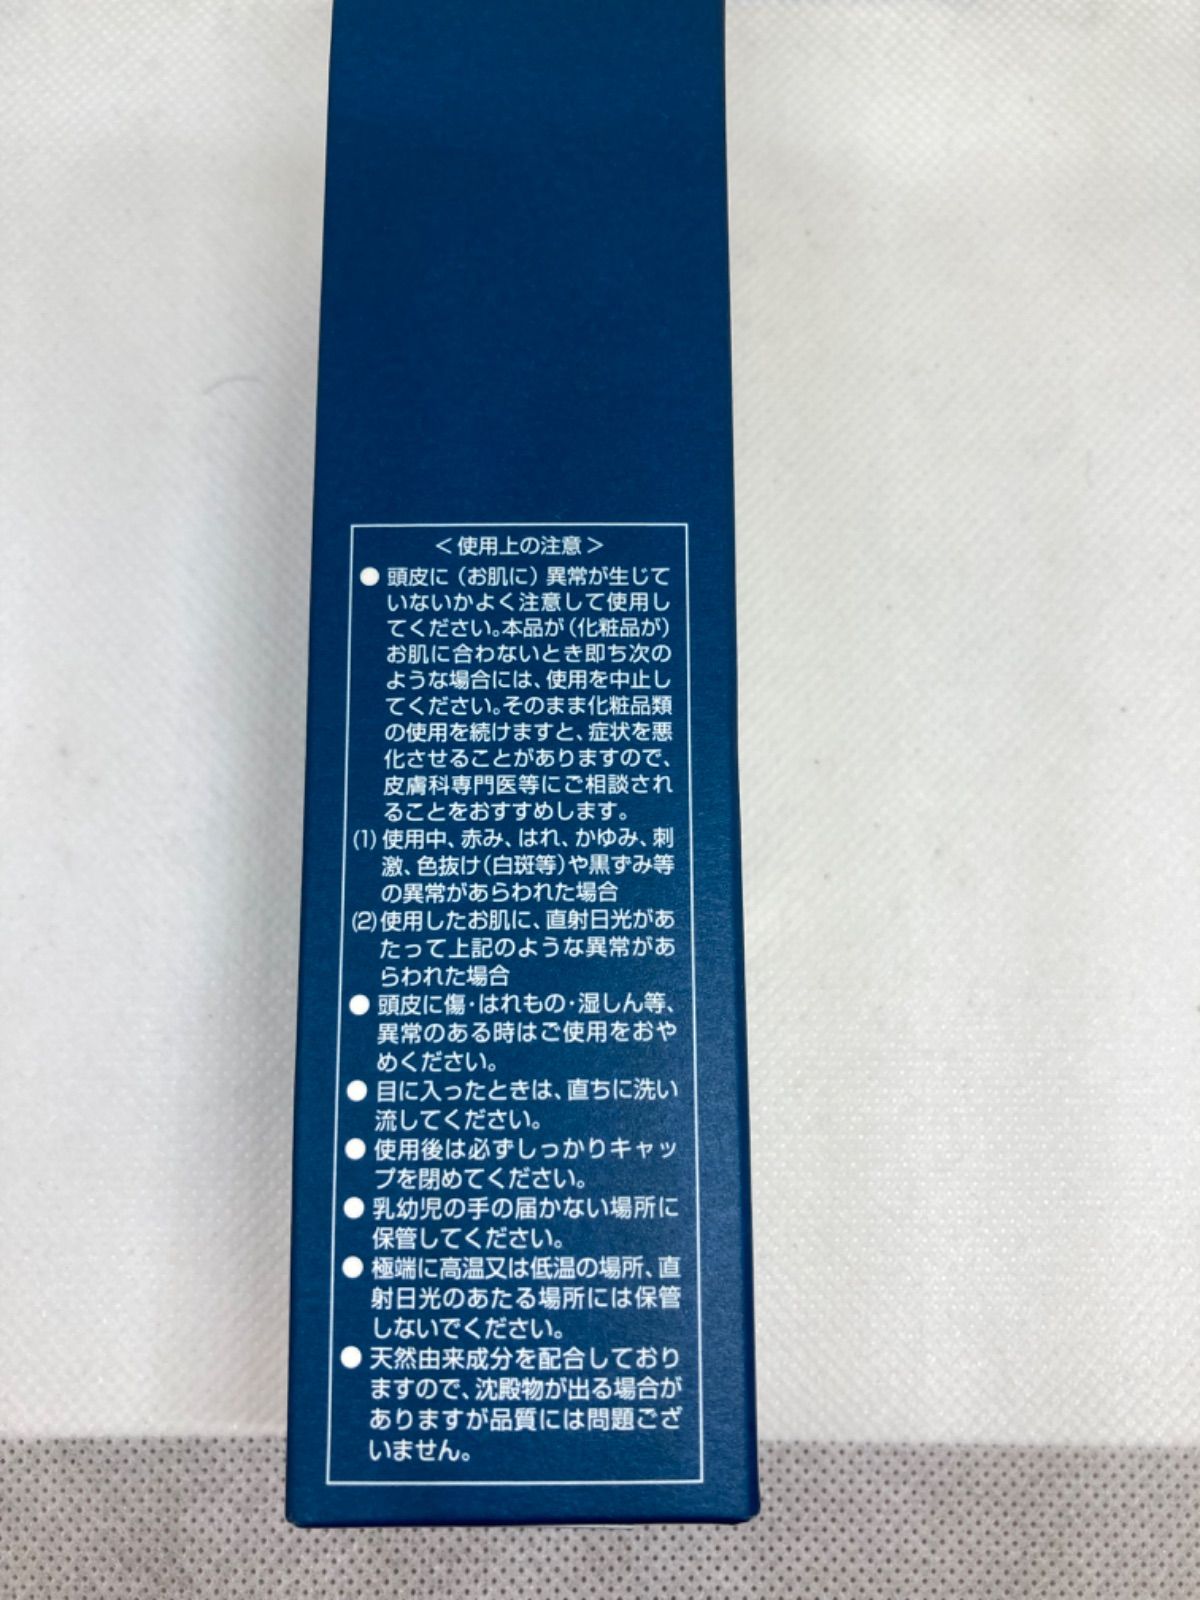 ＜使用上の注意＞
●頭皮に（お肌に）異常が生じて
いないかよく注意して使用し
てください。本品が（化粧品が）
お肌に合わないとき即ち次の
ような場合には、使用を中止し
てください。そのまま化粧品類
の使用を続けますと、症状を悪
化させることがありますので、
皮膚科専門医等にご相談され
ることをおすすめします。
(1)使用中、赤み、はれ、かゆみ、刺
激、色抜け（白斑等）や黒ずみ等
の異常があらわれた場合
(2)使用したお肌に、直射日光があ
たって上記のような異常があ
らわれた場合
●頭皮に傷・はれもの・湿しん等、
異常のある時はご使用をおや
めください。
●目に入ったときは、直ちに洗い
流してください。
●使用後は必ずしっかりキャッ
プを閉めてください。
●乳幼児の手の届かない場所に
保管してください。
●極端に高温又は低温の場所、直
射日光のあたる場所には保管
しないでください。
●天然由来成分を配合しており
ますので、沈殿物が出る場合が
ありますが品質には問題ござ
いません。